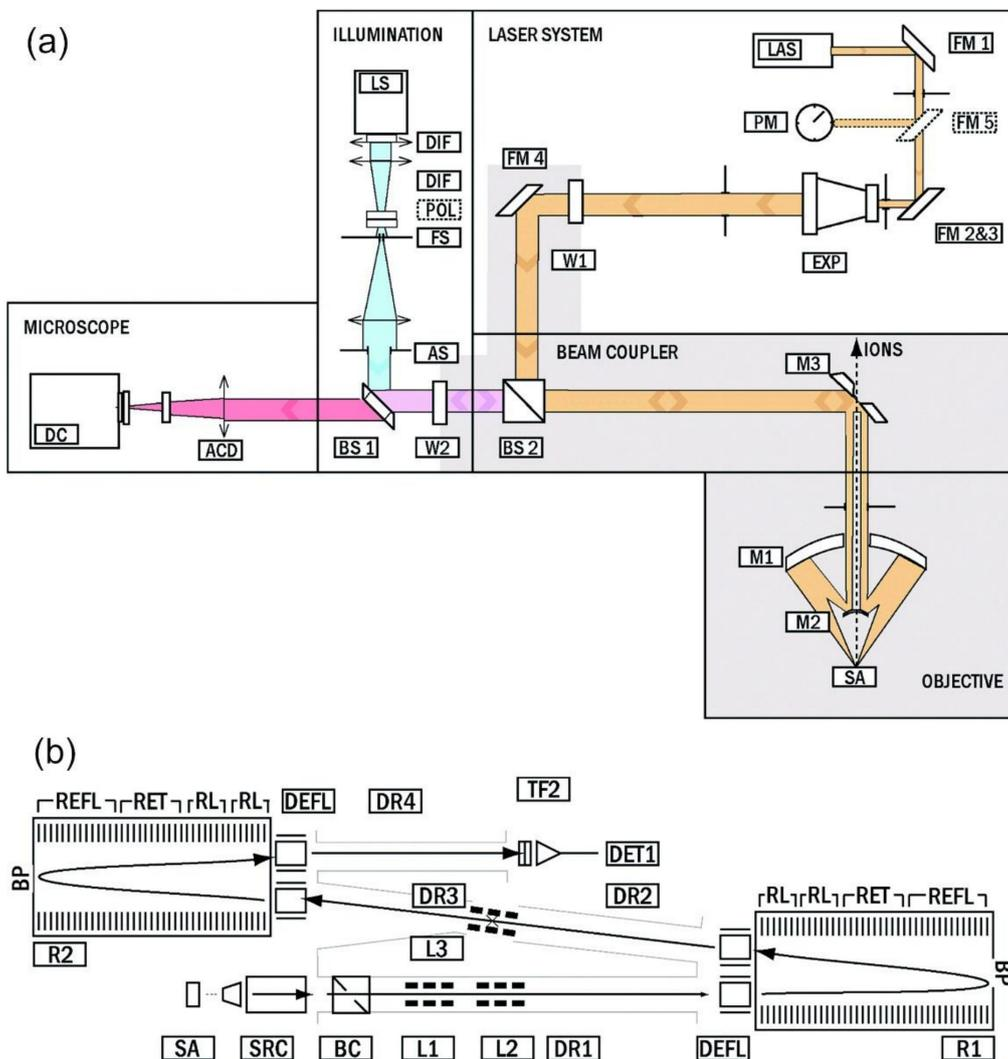 (a)
ILLUMINATION
LASER SYSTEM
LS
LAS
FM 1
DIF
PM
FM 5
DIF
FM 4
POL
FS
W1
EXP
FM 2&3
MICROSCOPE
AS
BEAM COUPLER
IONS
M3
DC
ACD
BS 1
W2
BS 2
M1
M2
SA
OBJECTIVE
(b)
REFL RET RL RL
DEFL
DR4
TF2
BP
DET1
DR3
DR2
RL RL RET REFL
R2
L3
BP
SA
SRC
BC
L1
L2
DR1
DEFL
R1